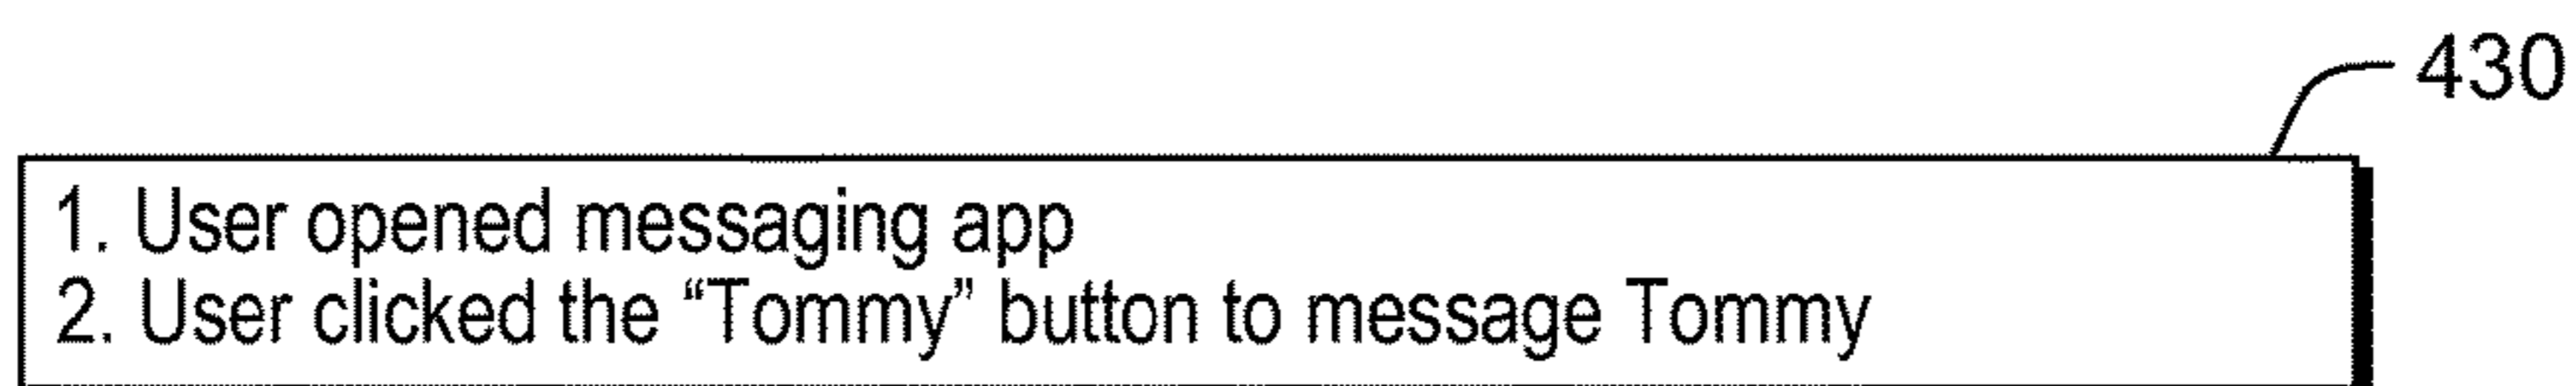 430
1. User opened messaging app
2. User clicked the “Tommy” button to message Tommy